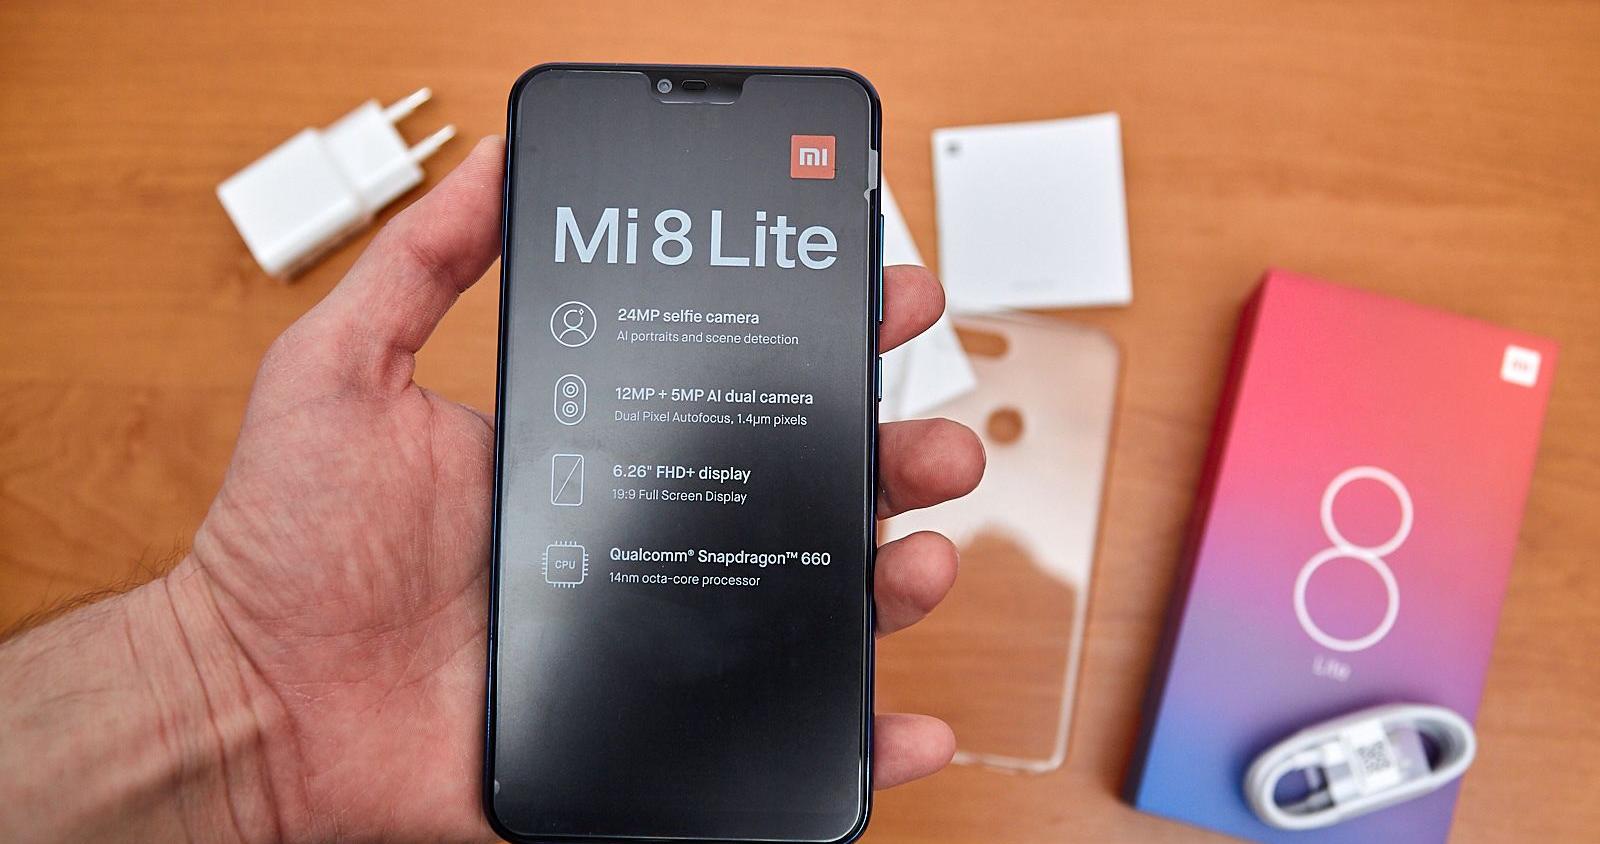 mi
Mi 8 Lite
24MP selfie camera
AI portraits and scene detection
12MP + 5MP AI dual camera
Dual Pixel Autofocus, 1.4µm pixels
6.26" FHD+ display
19:9 Full Screen Display
CPU
Qualcomm® Snapdragon™ 660
14nm octa-core processor
mi
8
Lite